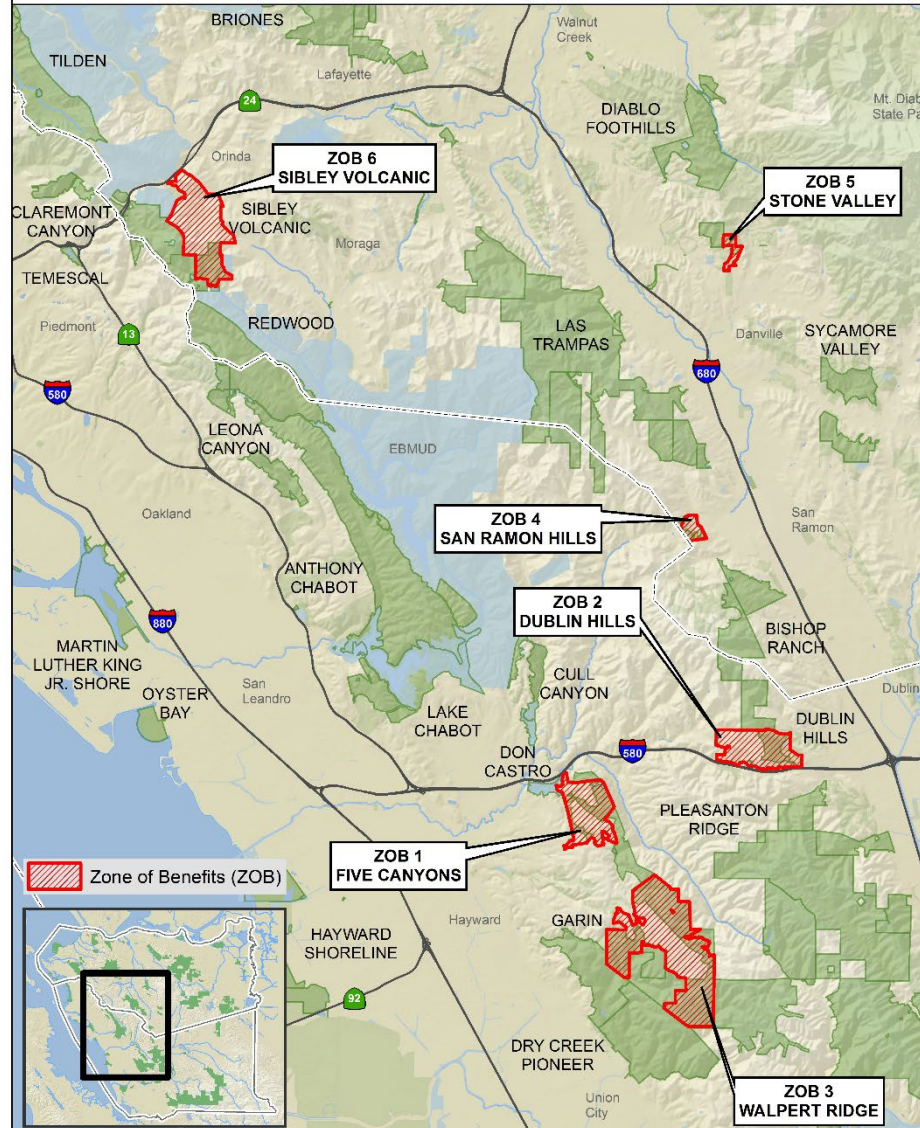 BRIONES
Walnut
Creek
TILDEN
Lafayette
24
DIABLO
FOOTHILLS
Mt. Diab
State Pa
Orinda
ZOB 6
SIBLEY VOLCANIC
ZOB 5
STONE VALLEY
CLAREMONT
CANYON
SIBLEY
VOLCANIC
Moraga
TEMESCAL
Piedmont
13
REDWOOD
LAS
TRAMPAS
Danville
SYCAMORE
VALLEY
580
680
LEONA
CANYON
EBMUD
Oakland
ZOB 4
SAN RAMON HILLS
San
Ramon
ANTHONY
CHABOT
ZOB 2
DUBLIN HILLS
BISHOP
RANCH
880
MARTIN
LUTHER KING
JR. SHORE
OYSTER
BAY
San
Leandro
CULL
CANYON
LAKE
CHABOT
Dublin
DUBLIN
HILLS
DON
CASTRO
580
PLEASANTON
RIDGE
ZOB 1
FIVE CANYONS
Zone of Benefits (ZOB)
Hayward
GARIN
HAYWARD
SHORELINE
92
DRY CREEK
PIONEER
Union
City
ZOB 3
WALPERT RIDGE